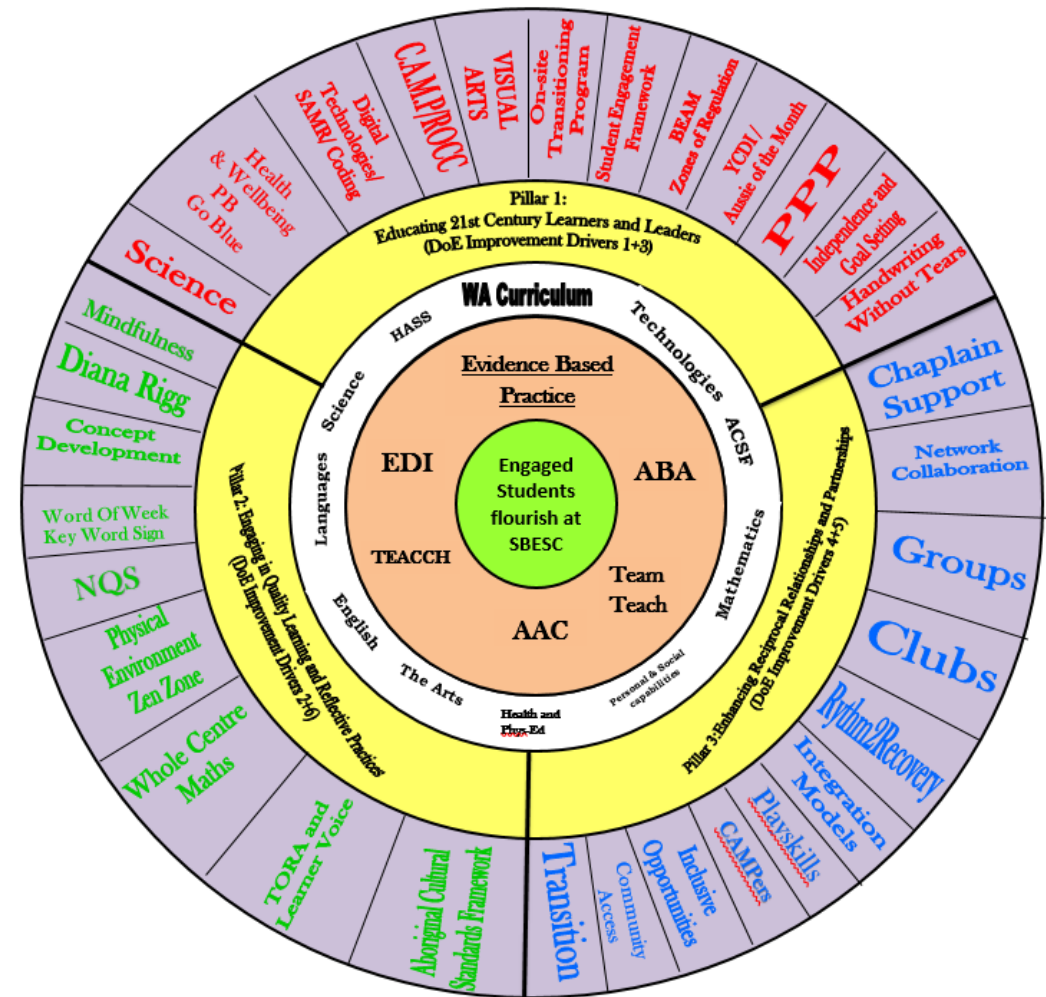 Pillar 1:
Educating 21st Century Learners and Leaders
(DoE Improvement Drivers 1+3)
Science
Health
& Wellbeing
PB
Go Blue
Digital
Technologies/
SAMR/ Coding
C.A.M.P/ROCC
VISUAL
ARTS
On-site
Transitioning
Program
Student Engagement
Framework
BEAM
Zones of Regulation
YCDI /
Aussie of the Month
PPP
Independence and
Goal Setting
Handwriting
Without Tears
Pillar 3:Enhancing Reciprocal Relationships and Partnerships
(DoE Improvement Drivers 4+5)
Chaplain
Support
Network
Collaboration
Groups
Clubs
Rythm2Recovery
Integration
Models
Playskills
CAMPers
Inclusive
Opportunities
Community
Access
Transition
Pillar 2: Engaging in Quality Learning and Reflective Practices'
(DoE Improvement Drivers 2+6)
Mindfulness
Diana Rigg
Concept
Development
Word Of Week
Key Word Sign
NQS
Physical
Environment
Zen Zone
Whole Centre
Maths
TORA and
Learner Voice
Aboriginal Cultural
Standards Framework
WA Curriculum
Technologies
ACSF
Mathematics
Personal & Social
capabilities
Health and
Phys-Ed
The Arts
English
Languages
Science
HASS
Evidence Based
Practice
EDI
ABA
TEACCH
Team
Teach
AAC
Engaged
Students
flourish at
SBESC